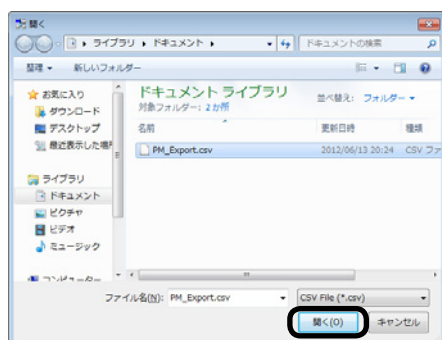 開く
ライブラリ ▸ ドキュメント ▸
ドキュメントの検索
整理 新しいフォルダー
お気に入り
ダウンロード
デスクトップ
最近表示した場
ライブラリ
ドキュメント
ピクチャ
ビデオ
ミュージック
コンピューター
ドキュメント ライブラリ
対象フォルダー: 2 か所
並べ替え: フォルダー
名前 更新日時 種類
PM_Export.csv 2012/06/13 20:24 CSV ファ
ファイル名(N): PM_Export.csv CSV File (*.csv)
開く(O) キャンセル